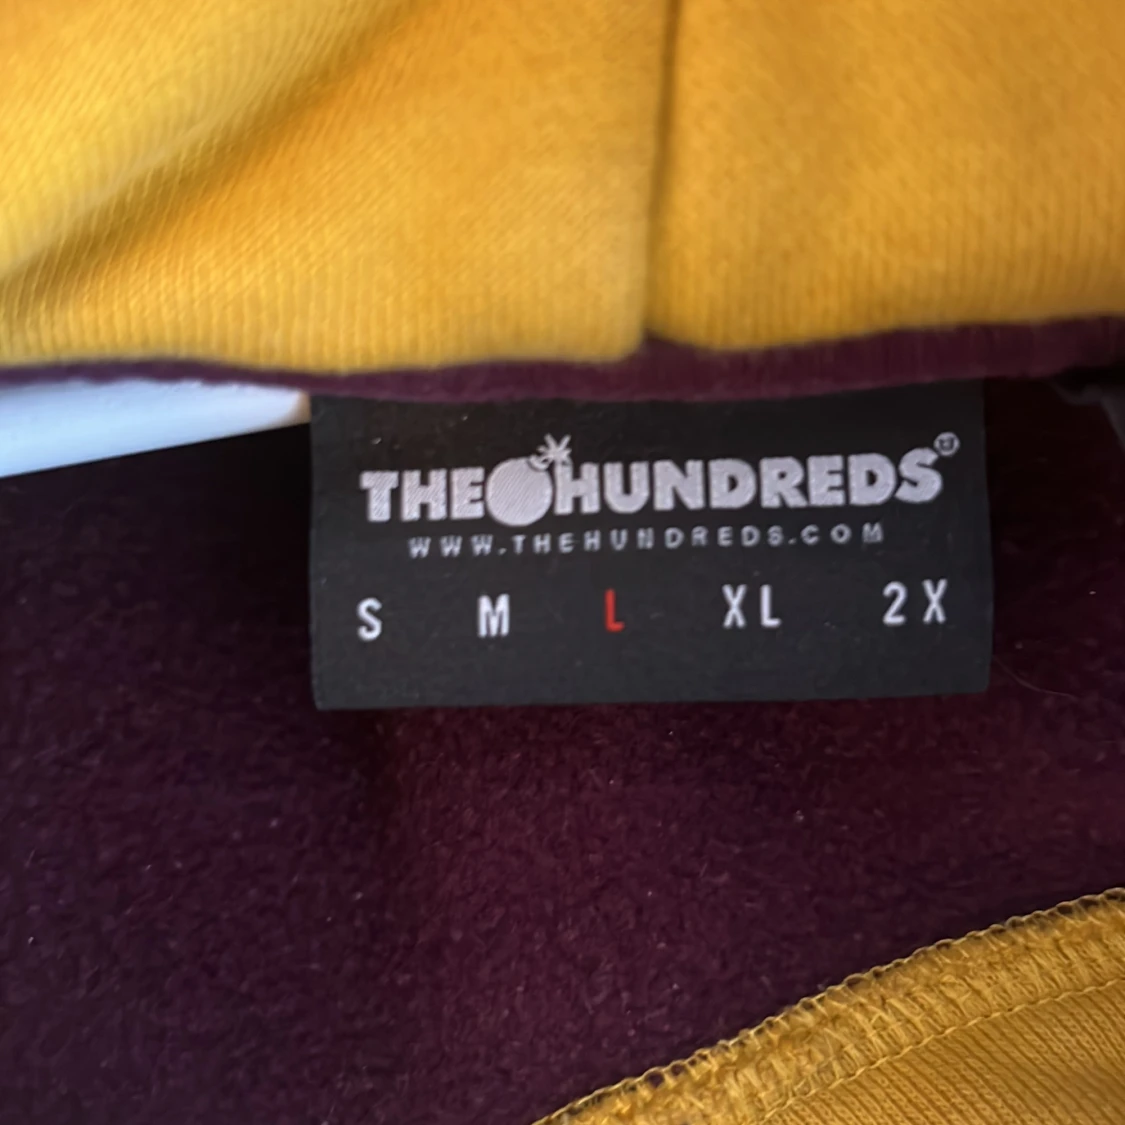 THE HUNDREDS®
WWW.THEHUNDREDS.COM
S M L XL 2X